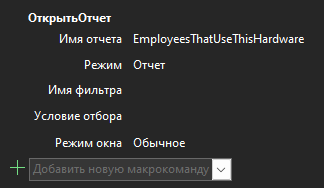 ОткрытьОтчет
Имя отчета EmployeesThatUseThisHardware
Режим Отчет
Имя фильтра
Условие отбора
Режим окна Обычное
Добавить новую макрокоманду